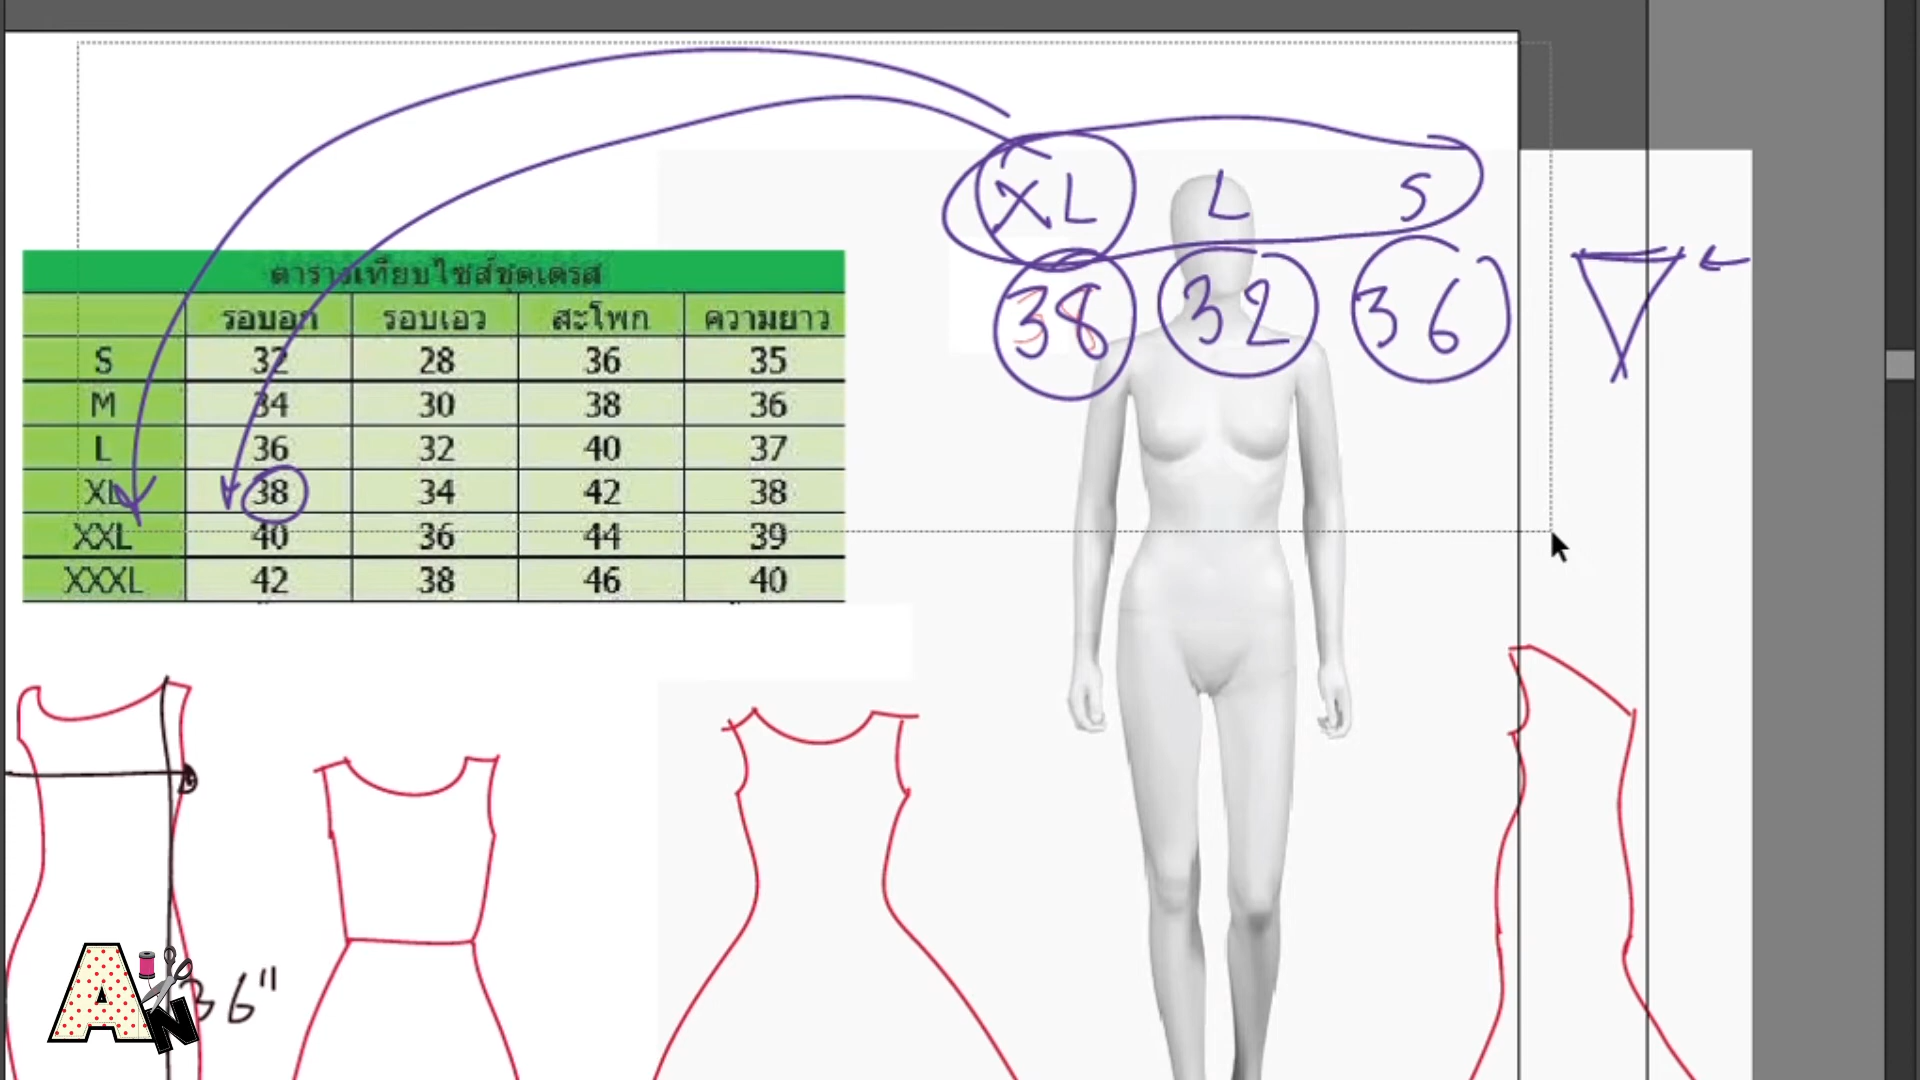 XL L S
38 32 36
ตารางเทียบไซส์ชุดเดรส
รอบอก รอบเอว สะโพก ความยาว
S 32 28 36 35
M 34 30 38 36
L 36 32 40 37
XL 38 34 42 38
XXL 40 36 44 39
XXXL 42 38 46 40
36"
AN